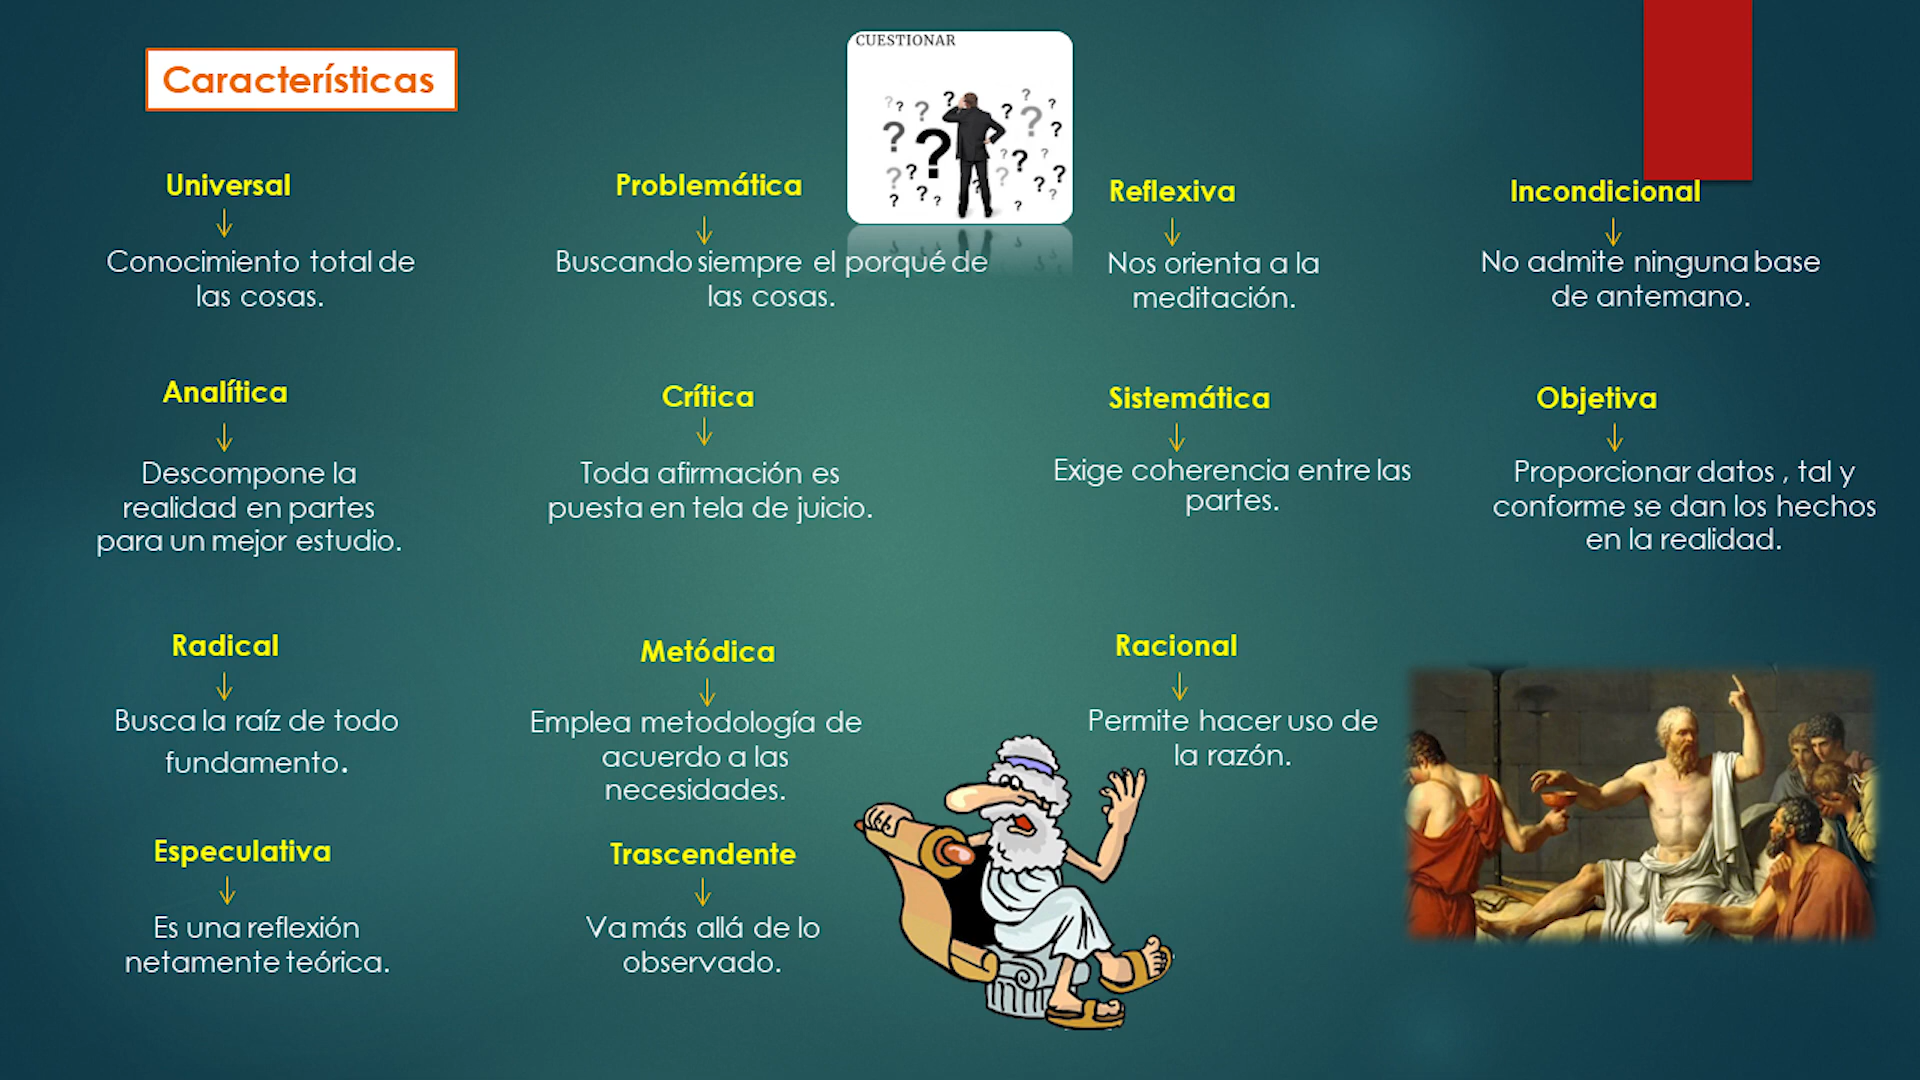 Características
CUESTIONAR
Universal
Conocimiento total de
las cosas.
Problemática
Buscando siempre el porqué de
las cosas.
Reflexiva
Nos orienta a la
meditación.
Incondicional
No admite ninguna base
de antemano.
Analítica
Descompone la
realidad en partes
para un mejor estudio.
Crítica
Toda afirmación es
puesta en tela de juicio.
Sistemática
Exige coherencia entre las
partes.
Objetiva
Proporcionar datos , tal y
conforme se dan los hechos
en la realidad.
Radical
Busca la raíz de todo
fundamento.
Metódica
Emplea metodología de
acuerdo a las
necesidades.
Racional
Permite hacer uso de
la razón.
Especulativa
Es una reflexión
netamente teórica.
Trascendente
Va más allá de lo
observado.